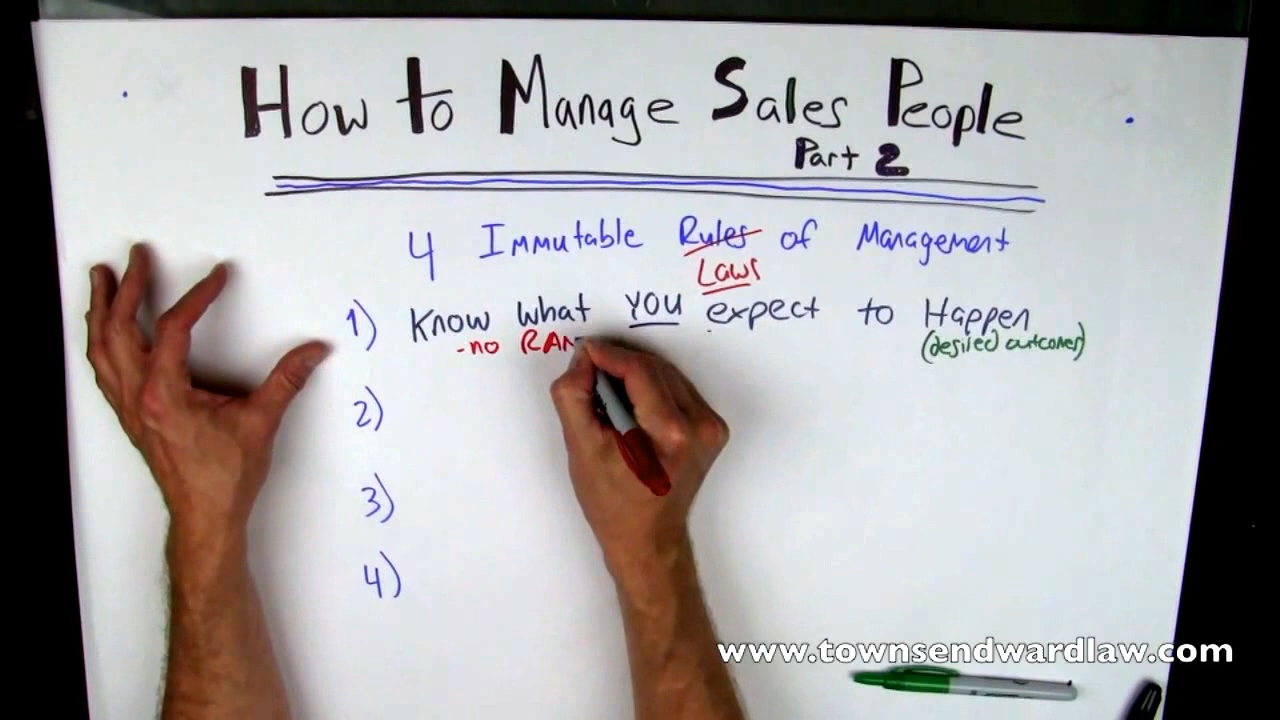 How to Manage Sales People
Part 2
4 Immutable Rules of Management
Laws
1) Know what YOU expect to Happen
-no RAN
(desired outcomes)
2)
3)
4)
www.townsendwardlaw.com